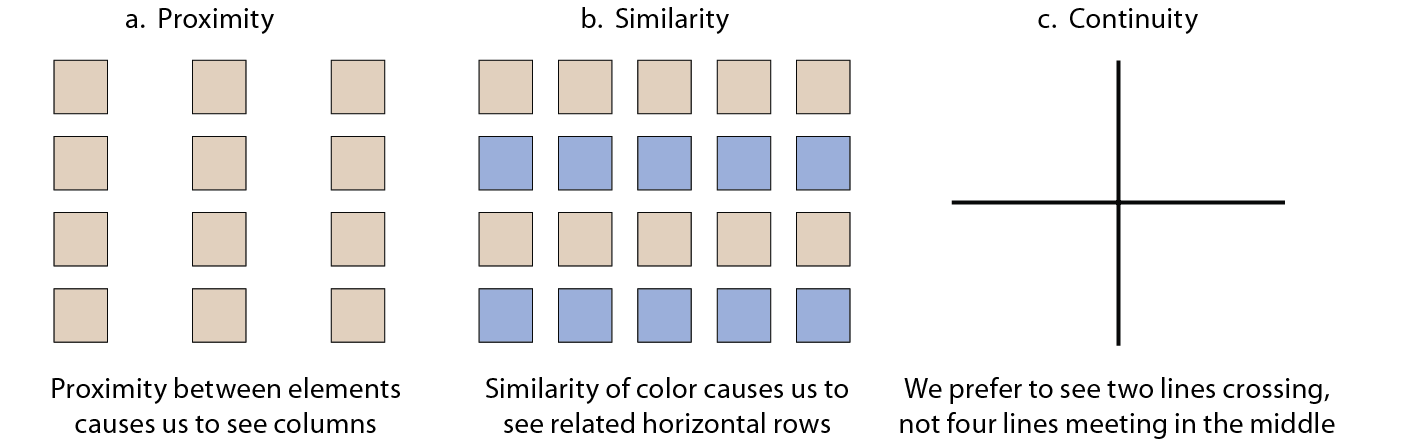 a. Proximity
Proximity between elements
causes us to see columns
b. Similarity
Similarity of color causes us to
see related horizontal rows
c. Continuity
We prefer to see two lines crossing,
not four lines meeting in the middle